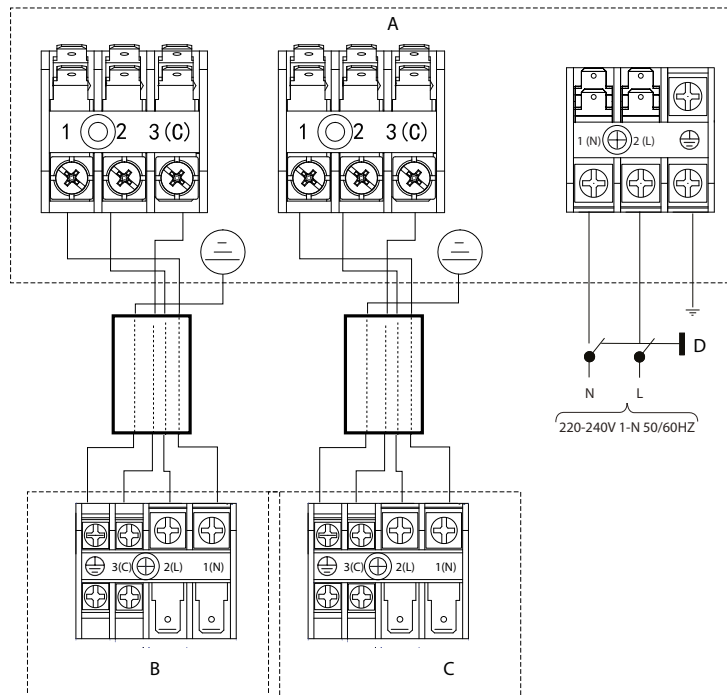 A
1 2 3 (C)
1 2 3 (C)
1 (N) 2 (L)
D
N L
220-240V 1-N 50/60HZ
3(C) 2(L) 1(N)
3(C) 2(L) 1(N)
B
C